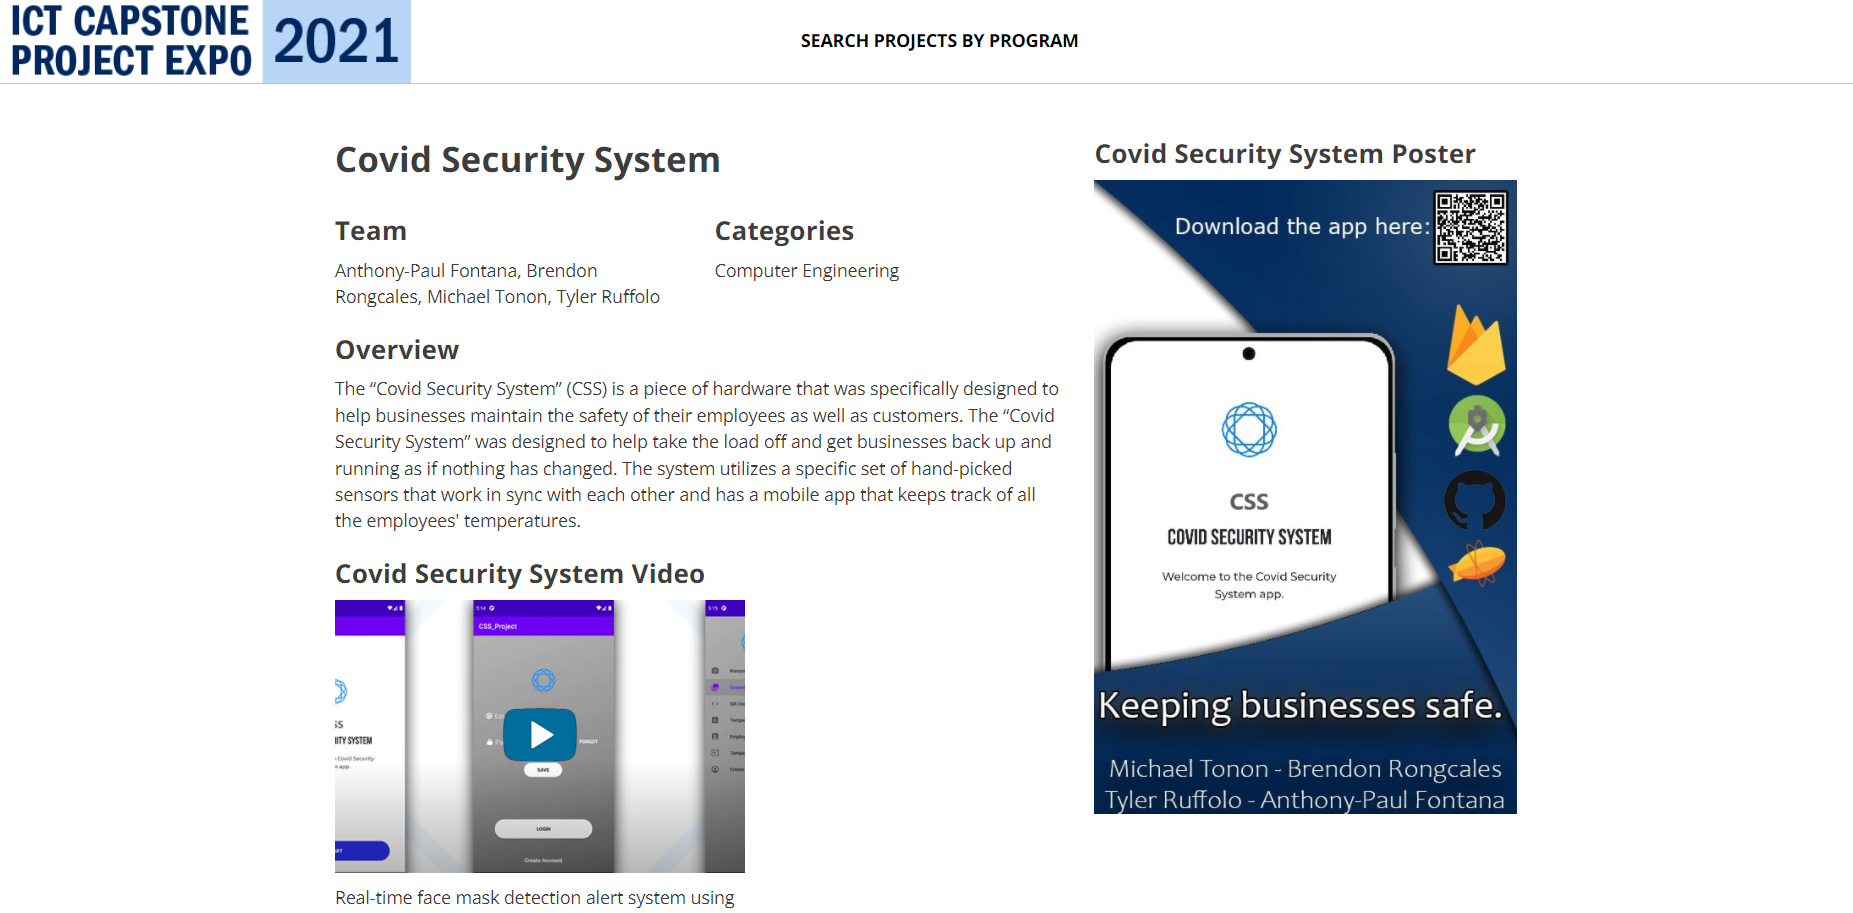 ICT CAPSTONE
PROJECT EXPO
2021
SEARCH PROJECTS BY PROGRAM
Covid Security System
Team
Anthony-Paul Fontana, Brendon
Rongcales, Michael Tonon, Tyler Ruffolo
Categories
Computer Engineering
Overview
The “Covid Security System” (CSS) is a piece of hardware that was specifically designed to
help businesses maintain the safety of their employees as well as customers. The “Covid
Security System” was designed to help take the load off and get businesses back up and
running as if nothing has changed. The system utilizes a specific set of hand-picked
sensors that work in sync with each other and has a mobile app that keeps track of all
the employees' temperatures.
Covid Security System Video
5:14
CSS_Project
FORGOT
SAVE
LOGIN
Create Account
5:15
Real-time face mask detection alert system using
Covid Security System Poster
Download the app here:
CSS
COVID SECURITY SYSTEM
Welcome to the Covid Security
System app.
Keeping businesses safe.
Michael Tonon - Brendon Rongcales
Tyler Ruffolo - Anthony-Paul Fontana